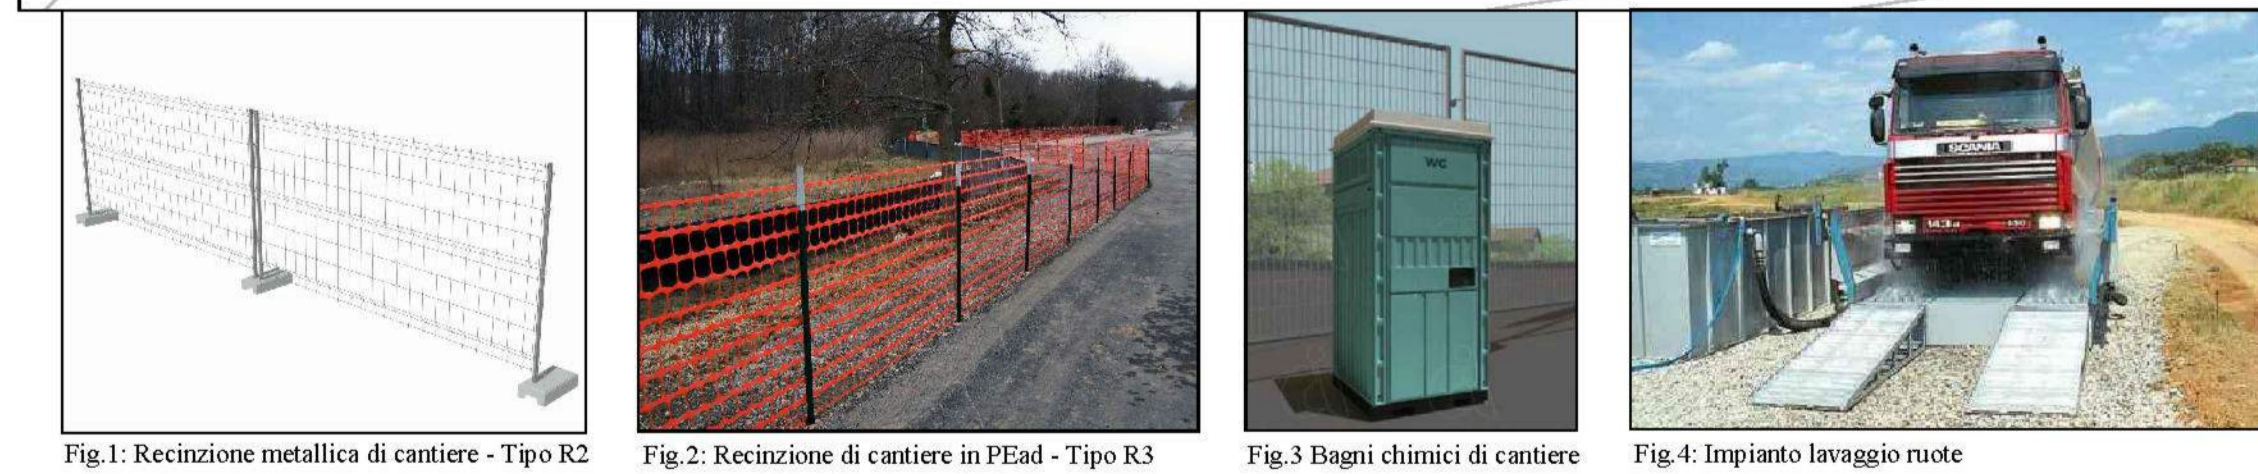 WC
SCANIA
143H
Fig.1: Recinzione metallica di cantiere - Tipo R2
Fig.2: Recinzione di cantiere in PEad - Tipo R3
Fig.3 Bagni chimici di cantiere
Fig.4: Impianto lavaggio ruote